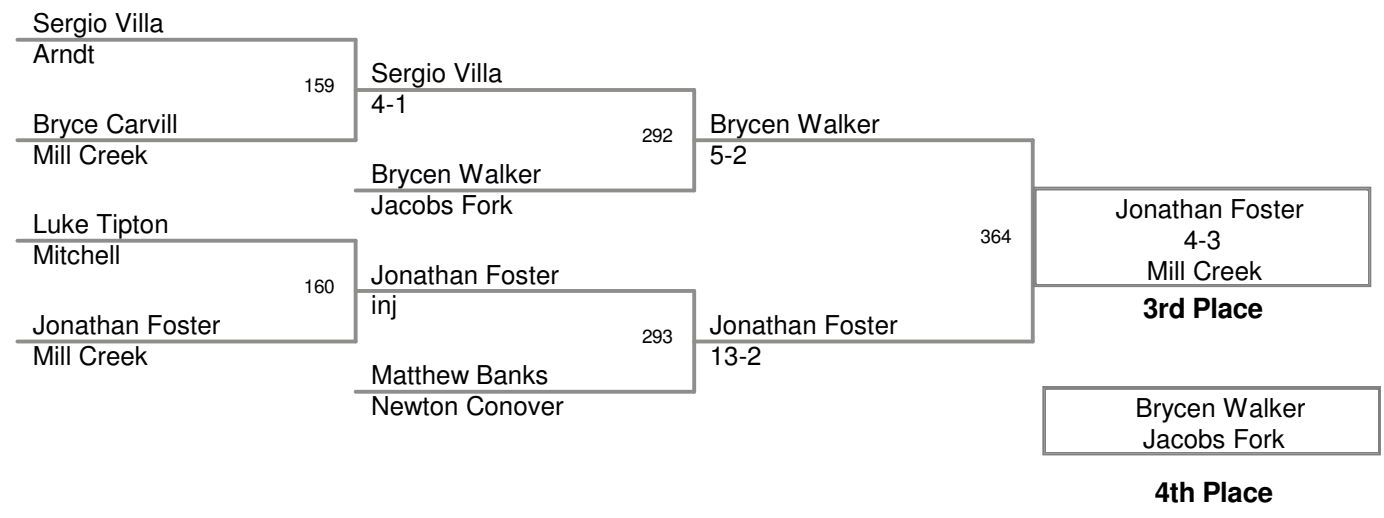 Sergio Villa
Arndt
159
Sergio Villa
4-1
Bryce Carvill
Mill Creek
292
Brycen Walker
5-2
Brycen Walker
Jacobs Fork
Luke Tipton
Mitchell
364
Jonathan Foster
4-3
Mill Creek
3rd Place
160
Jonathan Foster
inj
Jonathan Foster
Mill Creek
293
Jonathan Foster
13-2
Matthew Banks
Newton Conover
Brycen Walker
Jacobs Fork
4th Place